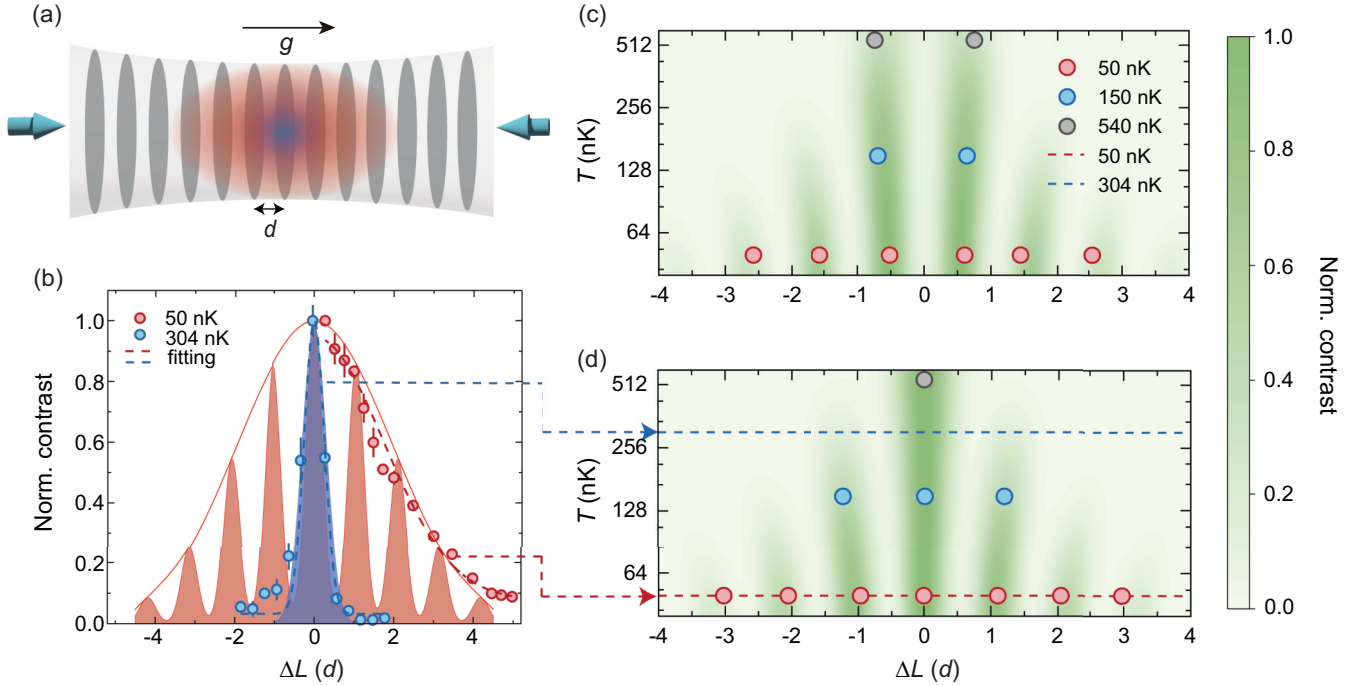 (a)
g
d
(b)
50 nK
304 nK
fitting
Norm. contrast
1.0
0.8
0.6
0.4
0.2
0.0
-4
-2
0
2
4
ΔL (d)
(c)
T (nK)
512
256
128
64
50 nK
150 nK
540 nK
50 nK
304 nK
-4
-3
-2
-1
0
1
2
3
4
(d)
T (nK)
512
256
128
64
-4
-3
-2
-1
0
1
2
3
4
ΔL (d)
1.0
0.8
0.6
0.4
0.2
0.0
Norm. contrast